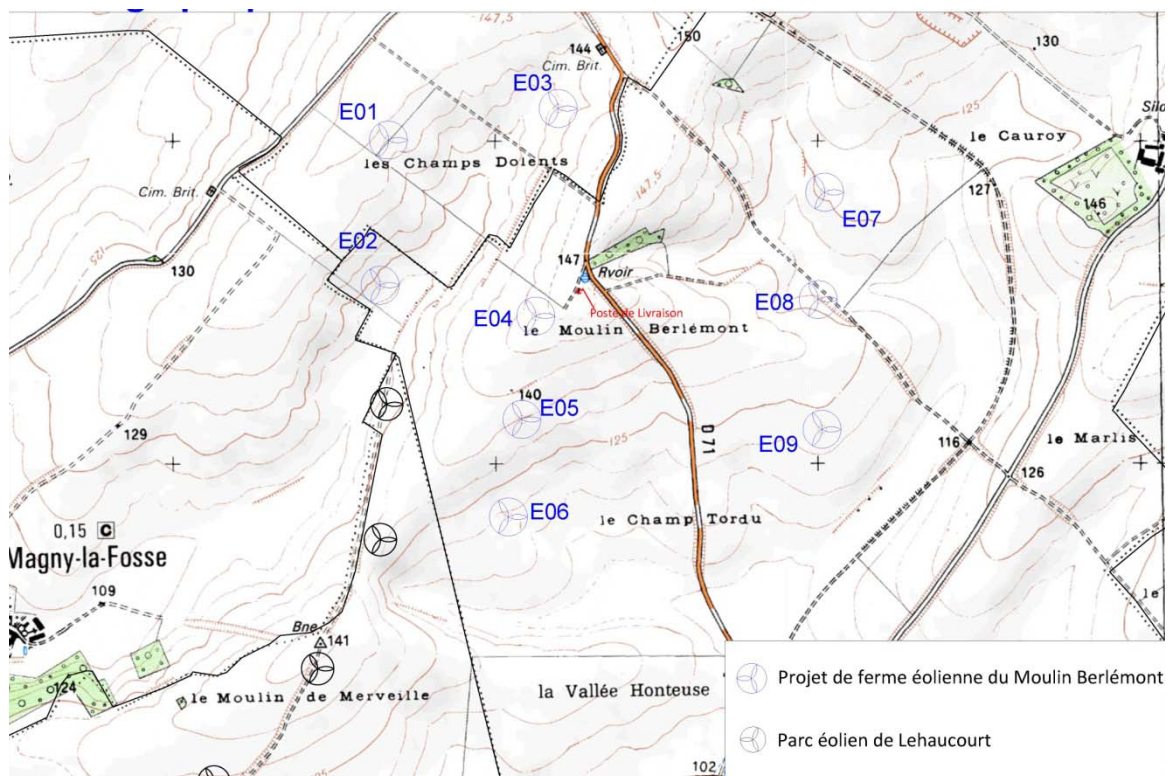 147,5
144
Cim. Brit.
150
130
E03
E01
125
Silo
le Cauroy
les Champs Dolents
147,5
127
Cim. Brit.
146
E07
E02
125
130
147
Rvoir
E08
E04
Poste de Livraison
le Moulin Berlémont
140
E05
129
125
D 71
E09
116
le Marlis
126
E06
le Champ Tordu
0,15 C
Magny-la-Fosse
109
le
Bne
141
124
le Moulin de Merveille
la Vallée Honteuse
102
Projet de ferme éolienne du Moulin Berlémont
Parc éolien de Lehaucourt